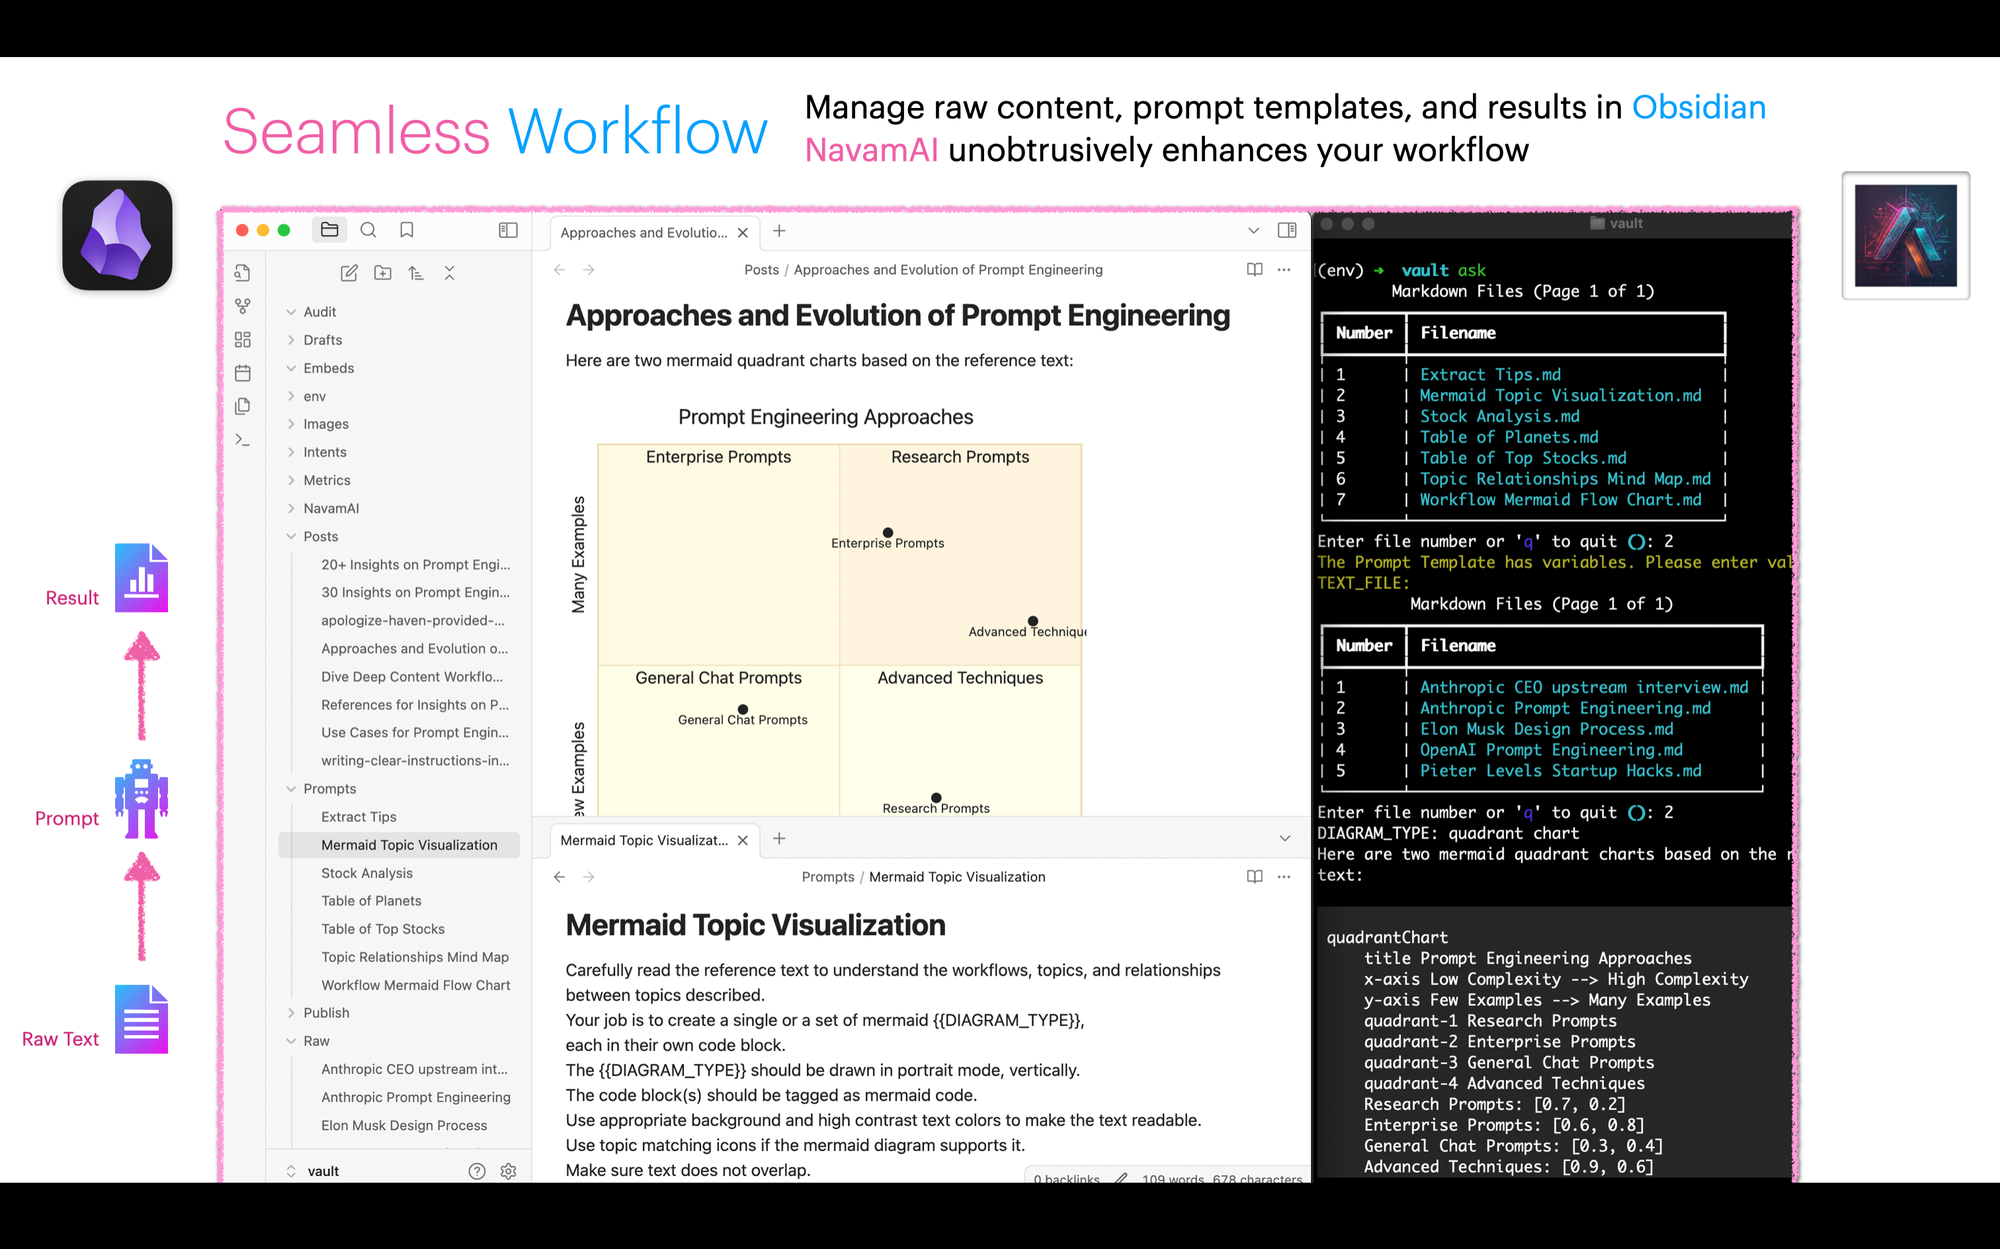 Seamless Workflow
Manage raw content, prompt templates, and results in Obsidian
NavamAI unobtrusively enhances your workflow
Result
Prompt
Raw Text
Audit
Drafts
Embeds
env
Images
Intents
Metrics
NavamAI
Posts
20+ Insights on Prompt Engi...
30 Insights on Prompt Engin...
apologize-haven-provided-...
Approaches and Evolution o...
Dive Deep Content Workflo...
References for Insights on P...
Use Cases for Prompt Engin...
writing-clear-instructions-in...
Prompts
Extract Tips
Mermaid Topic Visualization
Stock Analysis
Table of Planets
Table of Top Stocks
Topic Relationships Mind Map
Workflow Mermaid Flow Chart
Publish
Raw
Anthropic CEO upstream int...
Anthropic Prompt Engineering
Elon Musk Design Process
vault
Approaches and Evolutio...
Posts / Approaches and Evolution of Prompt Engineering
Approaches and Evolution of Prompt Engineering
Here are two mermaid quadrant charts based on the reference text:
Prompt Engineering Approaches
Enterprise Prompts
Research Prompts
Many Examples
Enterprise Prompts
Advanced Technique
General Chat Prompts
Advanced Techniques
General Chat Prompts
ew Examples
Research Prompts
Mermaid Topic Visualizat...
Prompts / Mermaid Topic Visualization
Mermaid Topic Visualization
Carefully read the reference text to understand the workflows, topics, and relationships
between topics described.
Your job is to create a single or a set of mermaid {{DIAGRAM_TYPE}},
each in their own code block.
The {{DIAGRAM_TYPE}} should be drawn in portrait mode, vertically.
The code block(s) should be tagged as mermaid code.
Use appropriate background and high contrast text colors to make the text readable.
Use topic matching icons if the mermaid diagram supports it.
Make sure text does not overlap.
0 backlinks 109 words 678 characters
vault
(env) → vault ask
Markdown Files (Page 1 of 1)
Number Filename
1 Extract Tips.md
2 Mermaid Topic Visualization.md
3 Stock Analysis.md
4 Table of Planets.md
5 Table of Top Stocks.md
6 Topic Relationships Mind Map.md
7 Workflow Mermaid Flow Chart.md
Enter file number or 'q' to quit (): 2
The Prompt Template has variables. Please enter val
TEXT_FILE:
Markdown Files (Page 1 of 1)
Number Filename
1 Anthropic CEO upstream interview.md
2 Anthropic Prompt Engineering.md
3 Elon Musk Design Process.md
4 OpenAI Prompt Engineering.md
5 Pieter Levels Startup Hacks.md
Enter file number or 'q' to quit (): 2
DIAGRAM_TYPE: quadrant chart
Here are two mermaid quadrant charts based on the r
text:
quadrantChart
title Prompt Engineering Approaches
x-axis Low Complexity --> High Complexity
y-axis Few Examples --> Many Examples
quadrant-1 Research Prompts
quadrant-2 Enterprise Prompts
quadrant-3 General Chat Prompts
quadrant-4 Advanced Techniques
Research Prompts: [0.7, 0.2]
Enterprise Prompts: [0.6, 0.8]
General Chat Prompts: [0.3, 0.4]
Advanced Techniques: [0.9, 0.6]